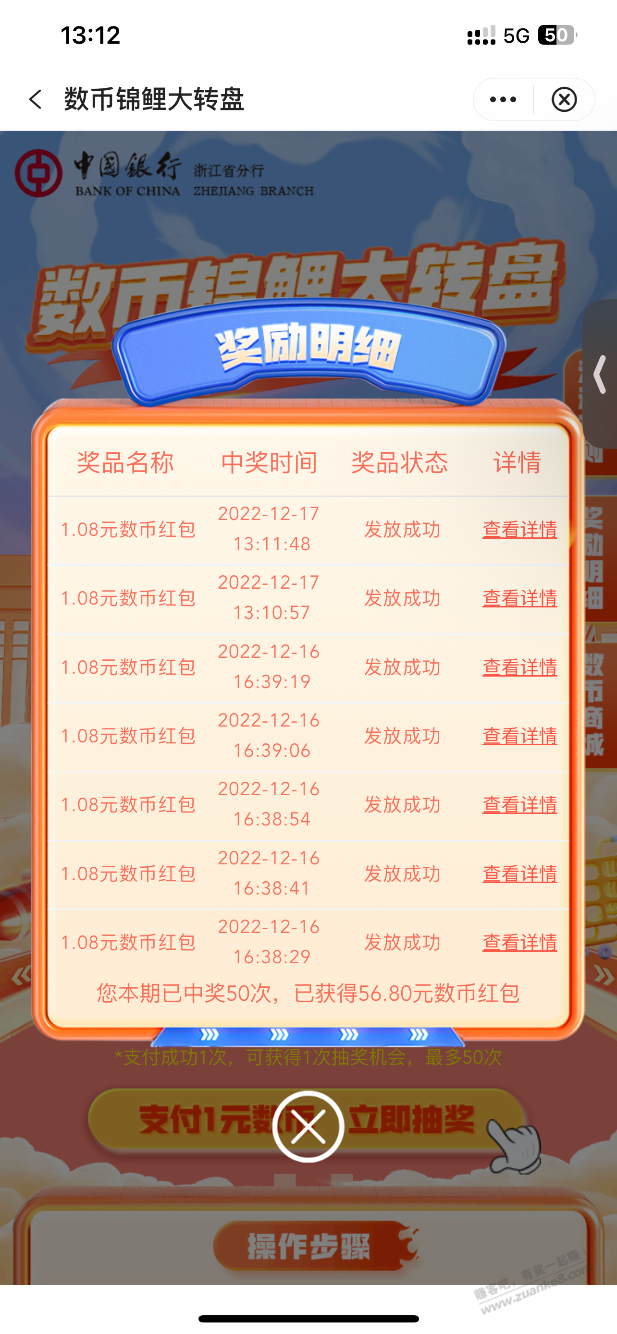 13:12
5G 50
数币锦鲤大转盘
中国银行 浙江省分行
BANK OF CHINA ZHEJIANG BRANCH
数币锦鲤大转盘
奖励明细
奖品名称 中奖时间 奖品状态 详情
1.08元数币红包 2022-12-17 13:11:48 发放成功 查看详情
1.08元数币红包 2022-12-17 13:10:57 发放成功 查看详情
1.08元数币红包 2022-12-16 16:39:19 发放成功 查看详情
1.08元数币红包 2022-12-16 16:39:06 发放成功 查看详情
1.08元数币红包 2022-12-16 16:38:54 发放成功 查看详情
1.08元数币红包 2022-12-16 16:38:41 发放成功 查看详情
1.08元数币红包 2022-12-16 16:38:29 发放成功 查看详情
您本期已中奖50次，已获得56.80元数币红包
奖励明细
数币商城
*支付成功1次，可获得1次抽奖机会，最多50次
支付1元数币 立即抽奖
操作步骤
赚客吧，有奖一起赚！
www.zuanke8.com